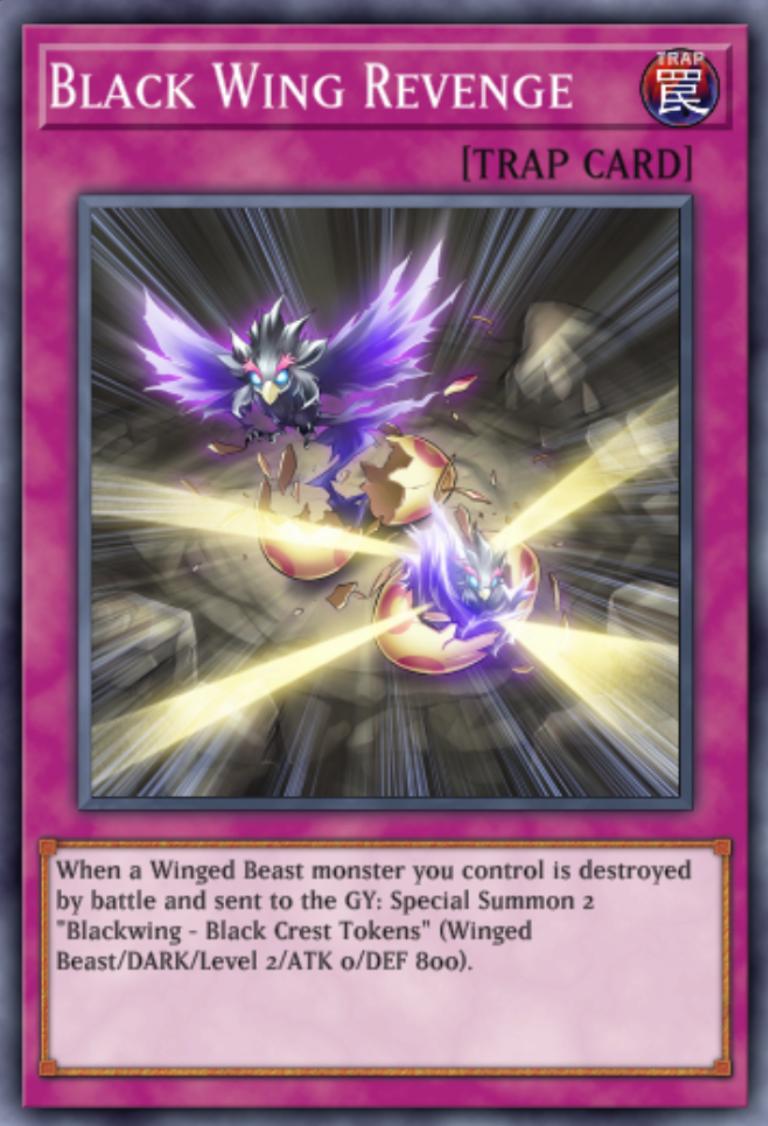 Black Wing Revenge
TRAP
罠
[TRAP CARD]
When a Winged Beast monster you control is destroyed
by battle and sent to the GY: Special Summon 2
"Blackwing - Black Crest Tokens" (Winged
Beast/DARK/Level 2/ATK 0/DEF 800).